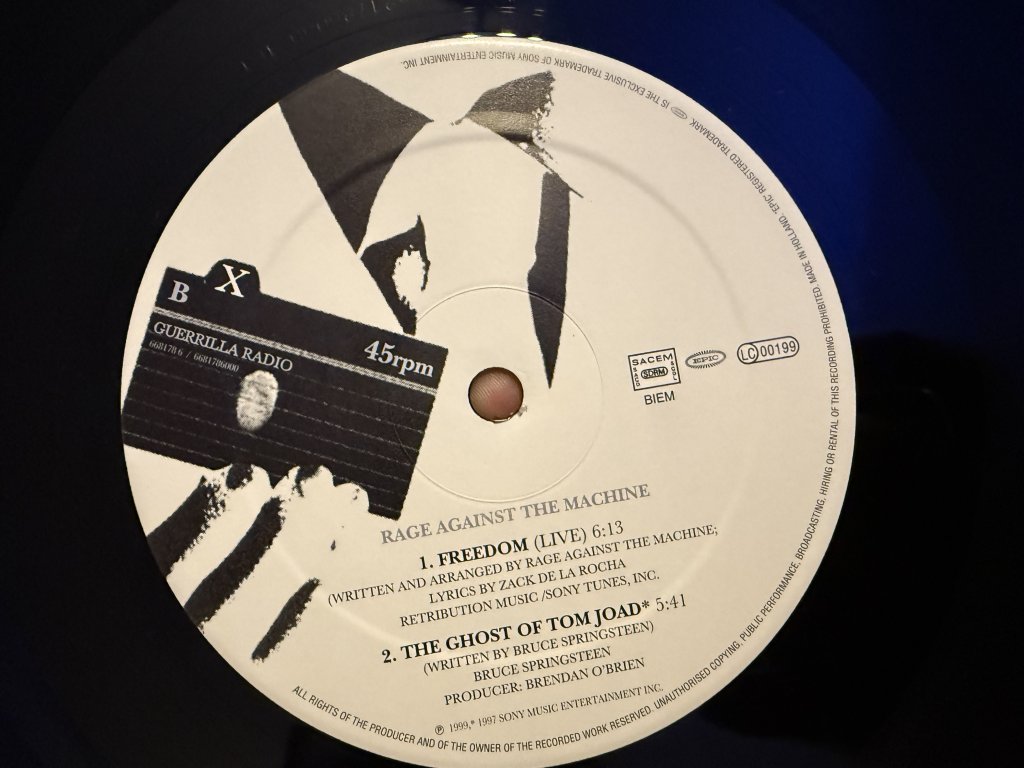 B
X
GUERRILLA RADIO
668178 6 / 6681786000
45rpm
SACEM
SDRM
SACD
SGDL
BIEM
EPIC
LC 00199
RAGE AGAINST THE MACHINE
1. FREEDOM (LIVE) 6:13
(WRITTEN AND ARRANGED BY RAGE AGAINST THE MACHINE;
LYRICS BY ZACK DE LA ROCHA
RETRIBUTION MUSIC /SONY TUNES, INC.
2. THE GHOST OF TOM JOAD* 5:41
(WRITTEN BY BRUCE SPRINGSTEEN)
BRUCE SPRINGSTEEN
PRODUCER: BRENDAN O'BRIEN
℗ 1999,* 1997 SONY MUSIC ENTERTAINMENT INC.
ALL RIGHTS OF THE PRODUCER AND OF THE OWNER OF THE RECORDED WORK RESERVED. UNAUTHORISED COPYING, PUBLIC PERFORMANCE, BROADCASTING, HIRING OR RENTAL OF THIS RECORDING PROHIBITED. MADE IN HOLLAND. "EPIC" REGISTERED TRADEMARK. EPIC IS THE EXCLUSIVE TRADEMARK OF SONY MUSIC ENTERTAINMENT INC.